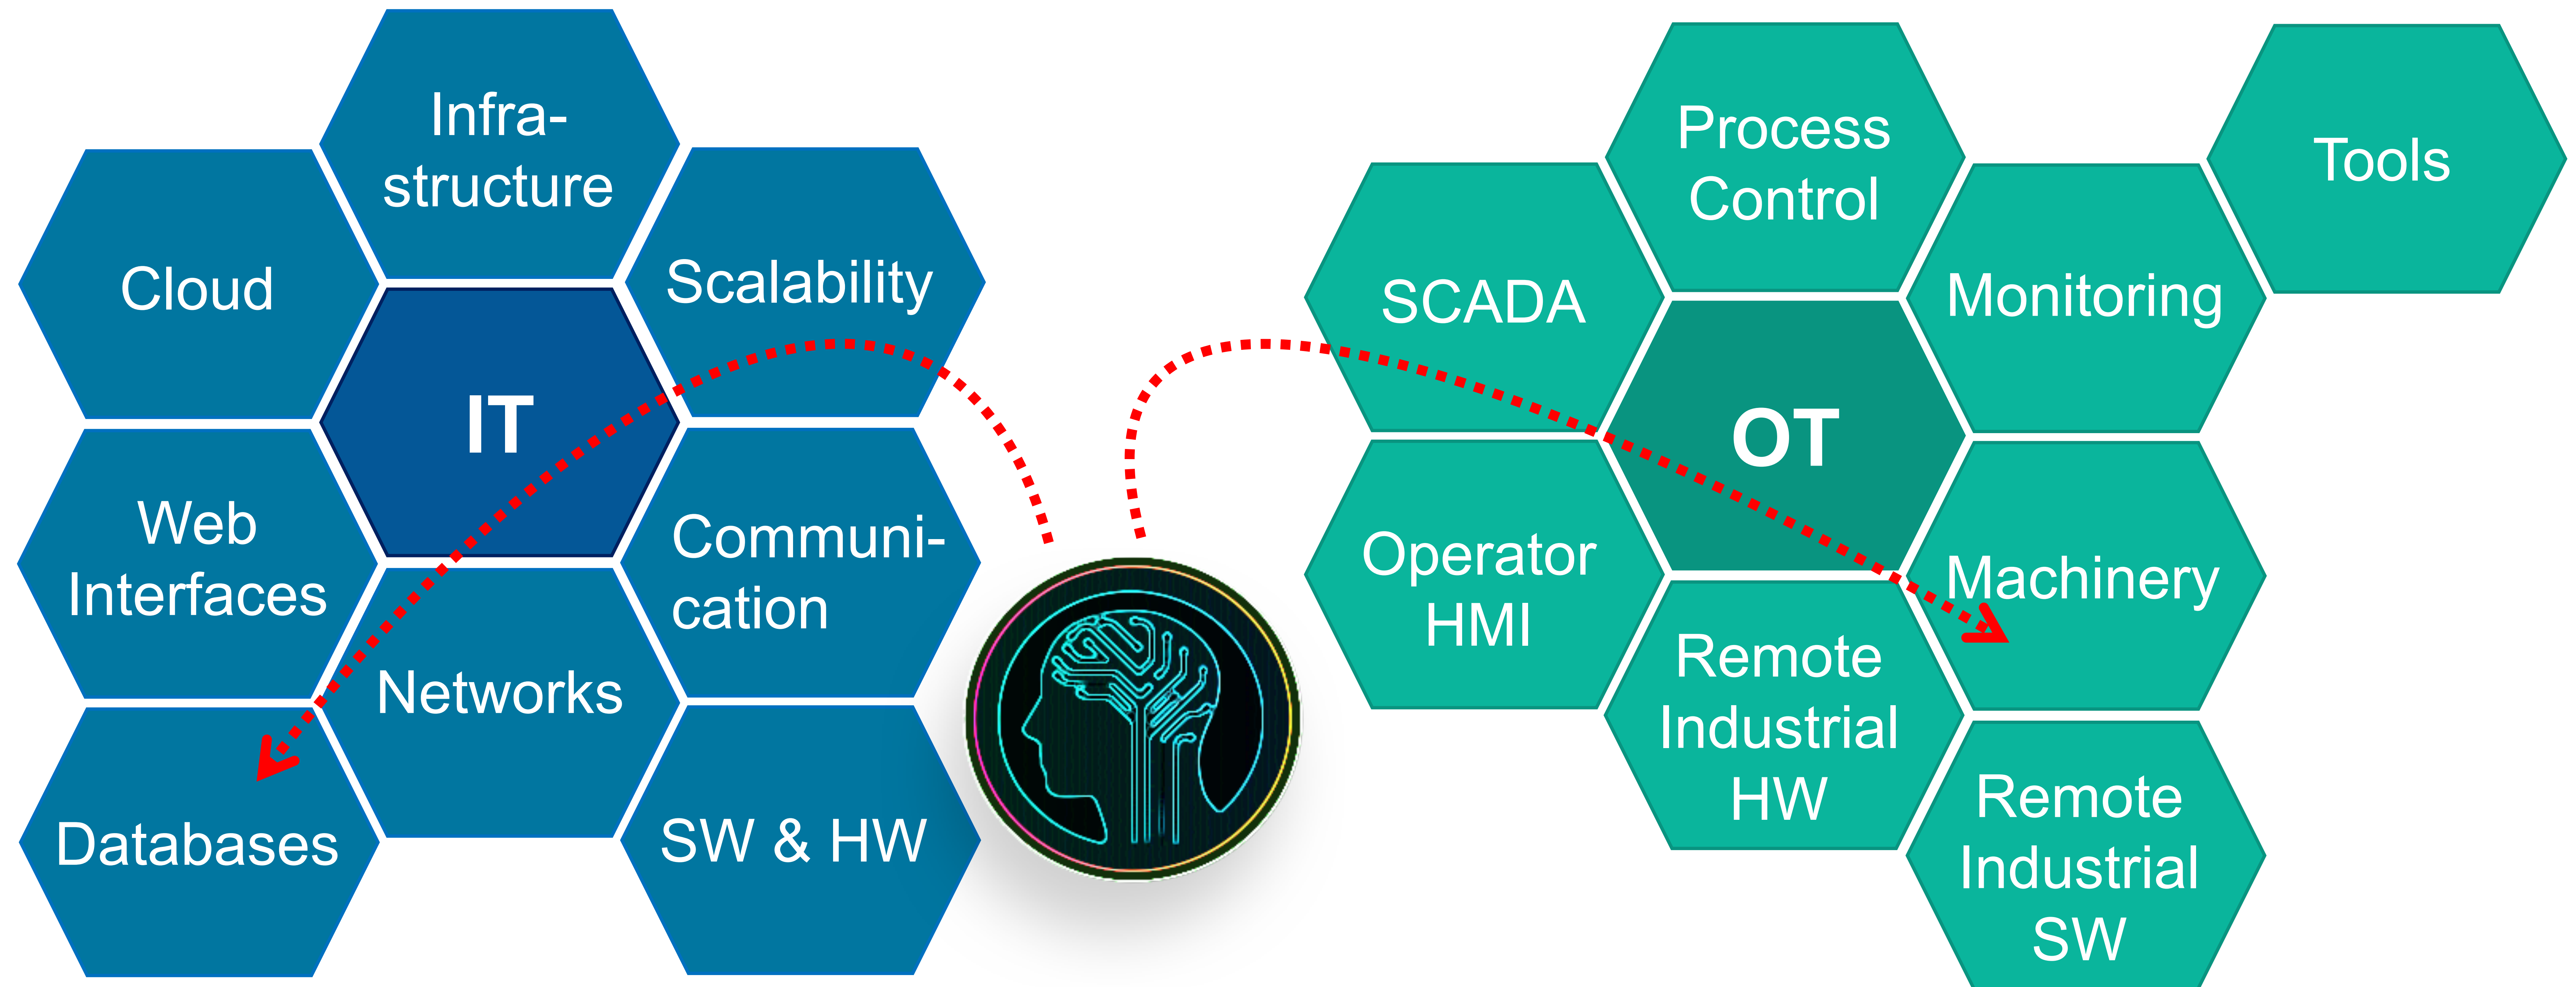 Infra-
structure
Cloud
Scalability
IT
Web
Interfaces
Communi-
cation
Networks
Databases
SW & HW
Process
Control
Tools
SCADA
Monitoring
OT
Operator
HMI
Machinery
Remote
Industrial
HW
Remote
Industrial
SW